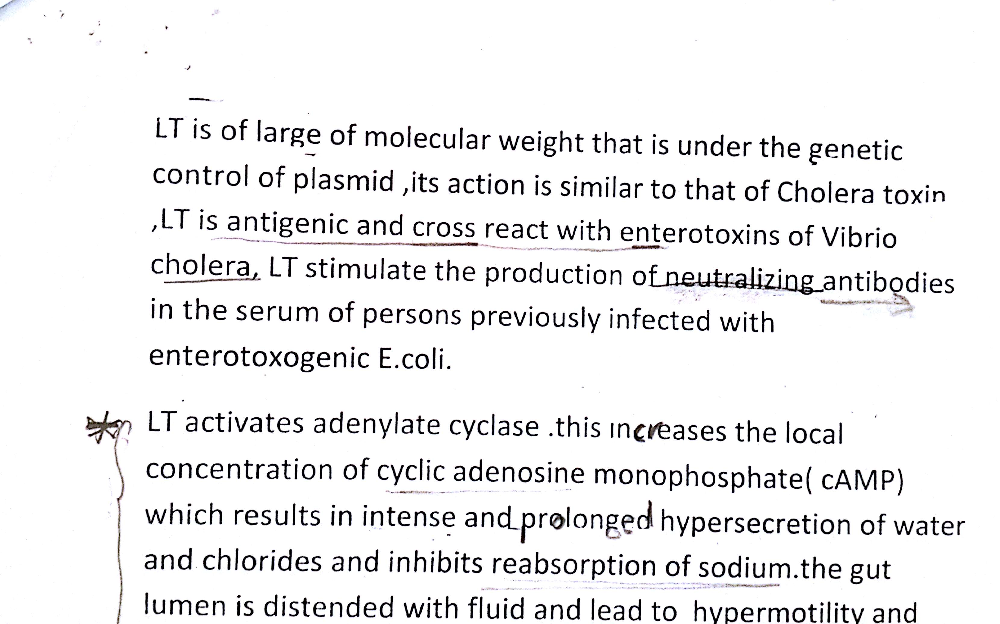 LT is of large of molecular weight that is under the genetic
control of plasmid ,its action is similar to that of Cholera toxin
,LT is antigenic and cross react with enterotoxins of Vibrio
cholera, LT stimulate the production of neutralizing antibodies
in the serum of persons previously infected with
enterotoxogenic E.coli.
LT activates adenylate cyclase .this increases the local
concentration of cyclic adenosine monophosphate( cAMP)
which results in intense and prolonged hypersecretion of water
and chlorides and inhibits reabsorption of sodium.the gut
lumen is distended with fluid and lead to hypermotility and